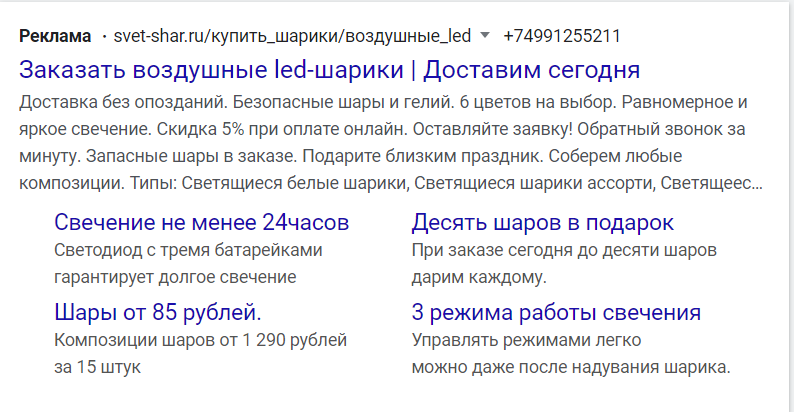 Реклама · svet-shar.ru/купить_шарики/воздушные_led +74991255211
Заказать воздушные led-шарики | Доставим сегодня
Доставка без опозданий. Безопасные шары и гелий. 6 цветов на выбор. Равномерное и
яркое свечение. Скидка 5% при оплате онлайн. Оставляйте заявку! Обратный звонок за
минуту. Запасные шары в заказе. Подарите близким праздник. Соберем любые
композиции. Типы: Светящиеся белые шарики, Светящиеся шарики ассорти, Светящеес...
Свечение не менее 24часов
Светодиод с тремя батарейками
гарантирует долгое свечение
Десять шаров в подарок
При заказе сегодня до десяти шаров
дарим каждому.
Шары от 85 рублей.
Композиции шаров от 1 290 рублей
за 15 штук
3 режима работы свечения
Управлять режимами легко
можно даже после надувания шарика.